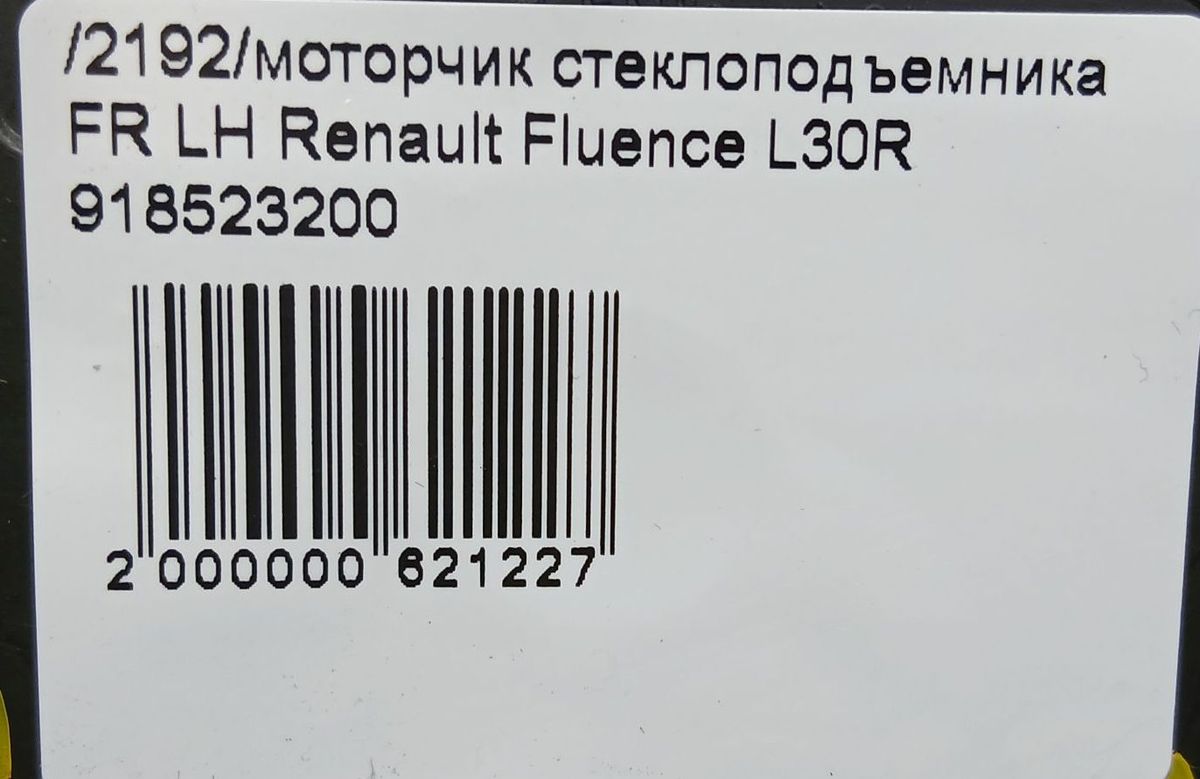 /2192/моторчик стеклоподъемника
FR LH Renault Fluence L30R
918523200
2 000000 621227